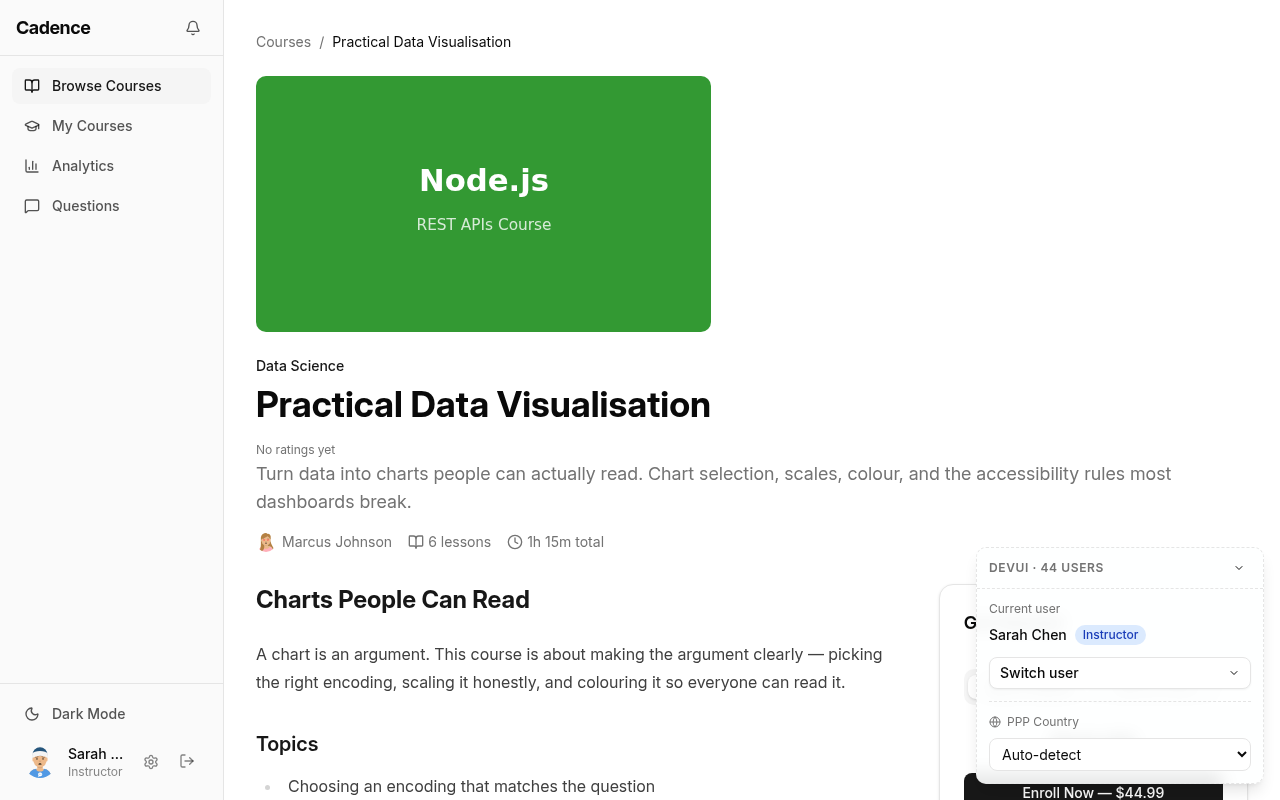 Cadence
Browse Courses
My Courses
Analytics
Questions
Dark Mode
Sarah ...
Instructor
Courses / Practical Data Visualisation
Node.js
REST APIs Course
Data Science
Practical Data Visualisation
No ratings yet
Turn data into charts people can actually read. Chart selection, scales, colour, and the accessibility rules most
dashboards break.
Marcus Johnson 6 lessons 1h 15m total
Charts People Can Read
A chart is an argument. This course is about making the argument clearly — picking
the right encoding, scaling it honestly, and colouring it so everyone can read it.
Topics
Choosing an encoding that matches the question
DEVUI · 44 USERS
Current user
Sarah Chen Instructor
Switch user
PPP Country
Auto-detect
Enroll Now — $44.99